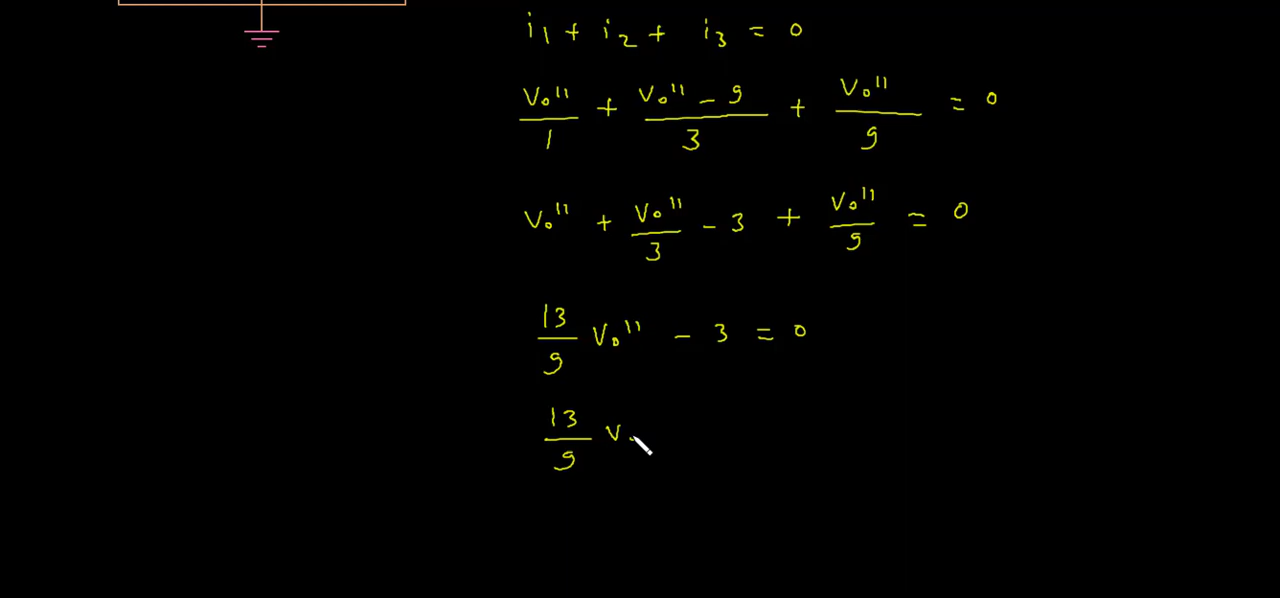 i1 + i2 + i3 = 0
Vo''/1 + Vo'' - 9/3 + Vo''/9 = 0
Vo'' + Vo''/3 - 3 + Vo''/9 = 0
13/9 Vo'' - 3 = 0
13/9 V